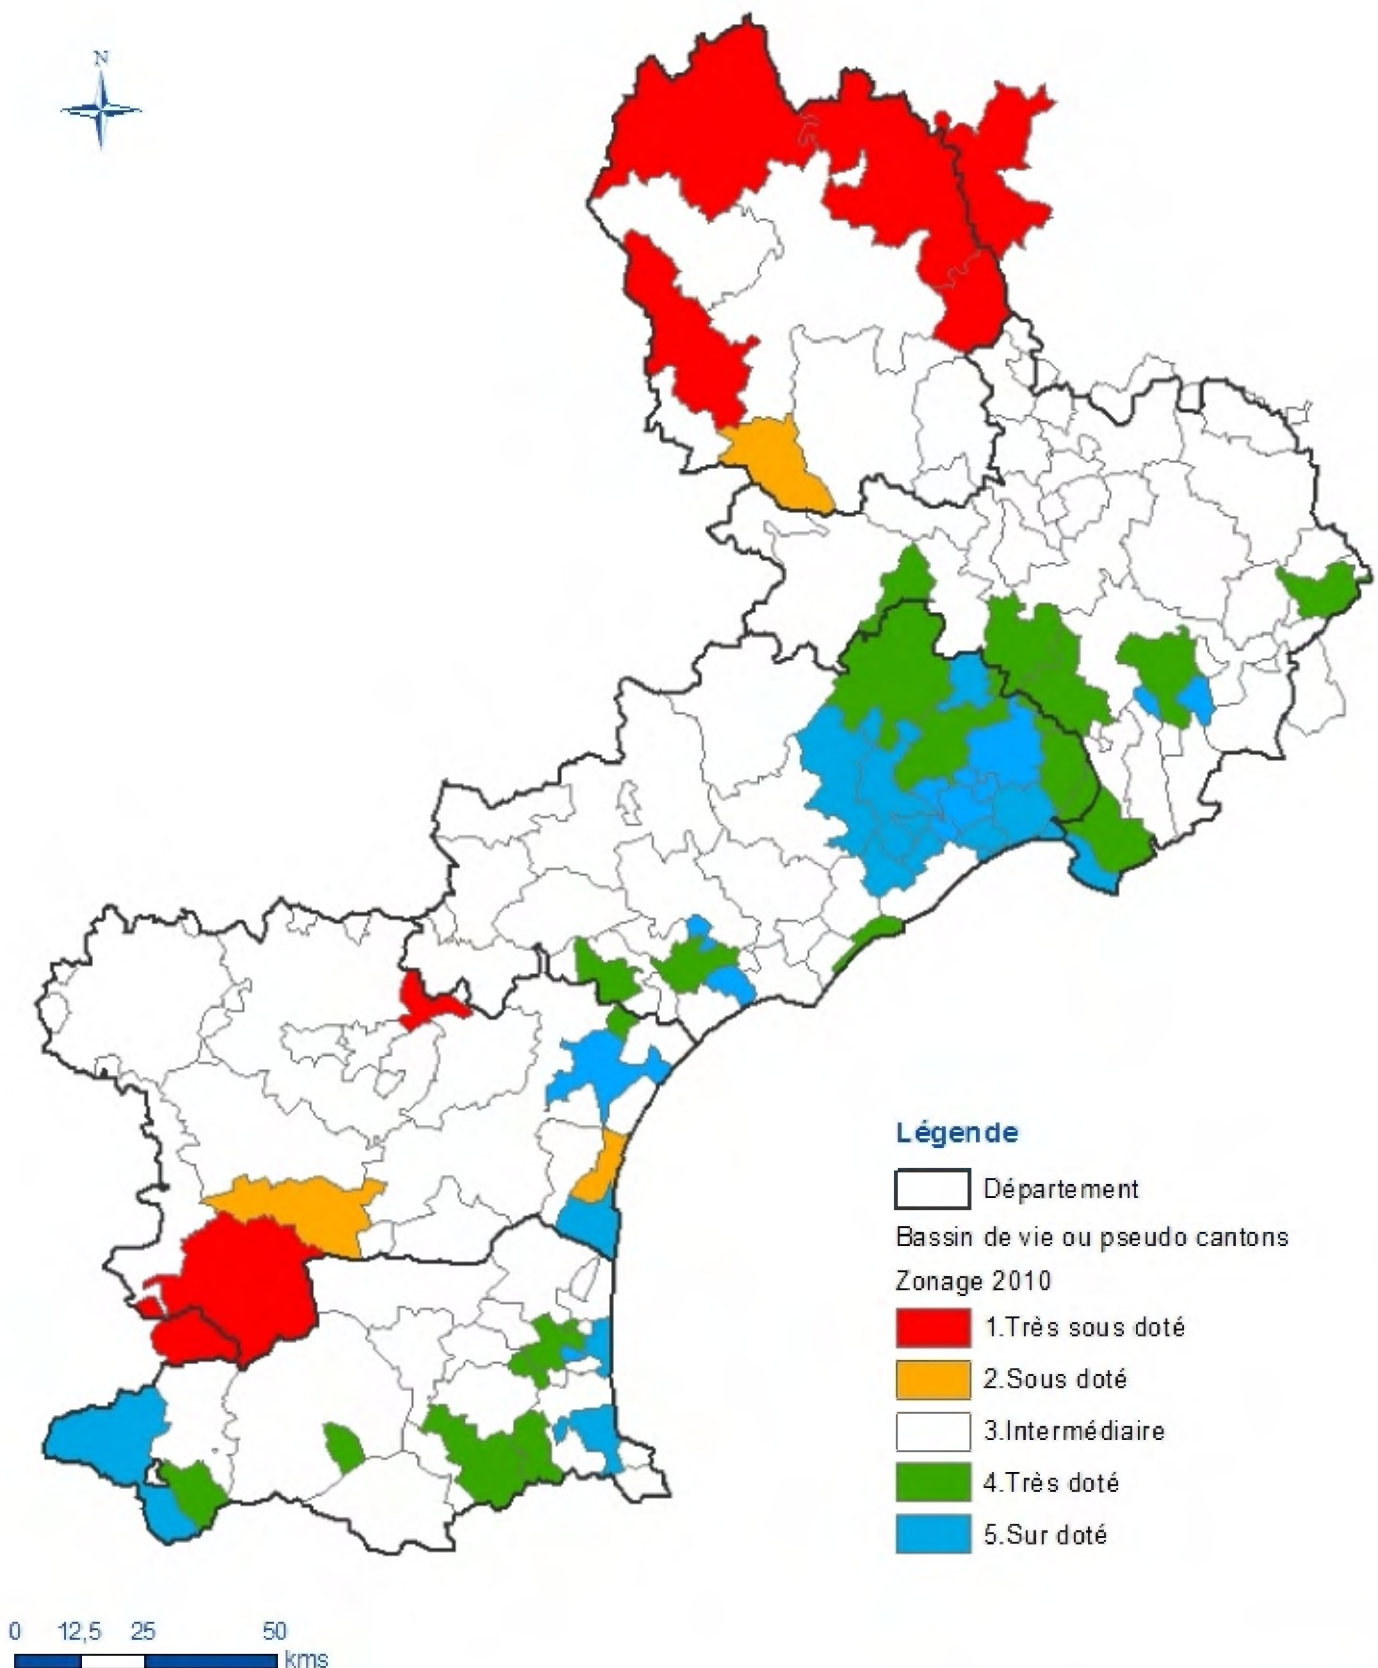 N
Légende
Département
Bassin de vie ou pseudo cantons
Zonage 2010
1.Très sous doté
2.Sous doté
3.Intermédiaire
4.Très doté
5.Sur doté
0 12,5 25 50
kms